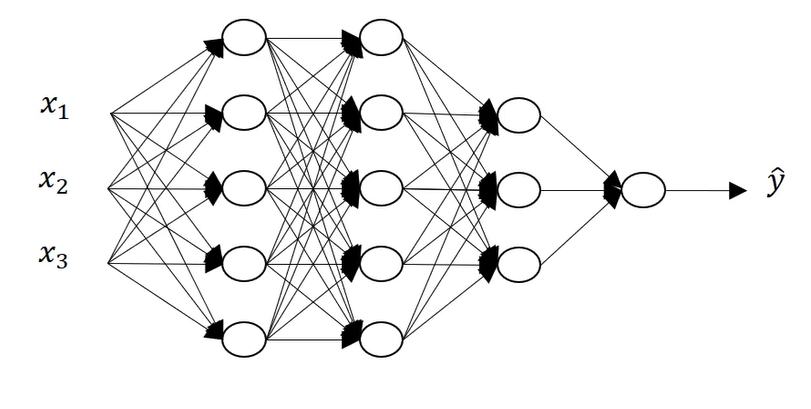 x₁
x₂
ŷ
x₃